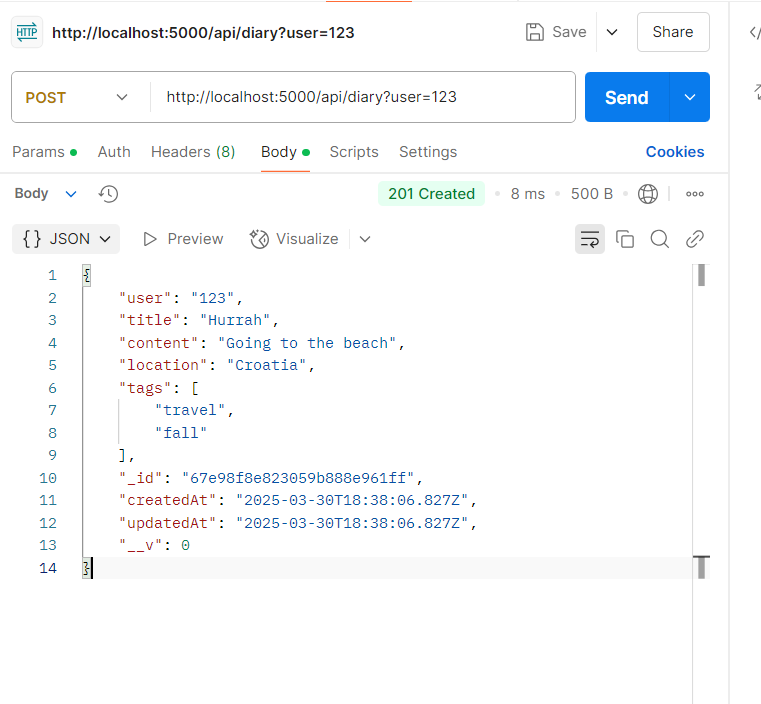 HTTP http://localhost:5000/api/diary?user=123 Save Share
POST http://localhost:5000/api/diary?user=123 Send
Params Auth Headers (8) Body Scripts Settings Cookies
Body 201 Created 8 ms 500 B
{} JSON Preview Visualize
1 {
2 "user": "123",
3 "title": "Hurrah",
4 "content": "Going to the beach",
5 "location": "Croatia",
6 "tags": [
7 "travel",
8 "fall"
9 ],
10 "_id": "67e98f8e823059b888e961ff",
11 "createdAt": "2025-03-30T18:38:06.827Z",
12 "updatedAt": "2025-03-30T18:38:06.827Z",
13 "__v": 0
14 }